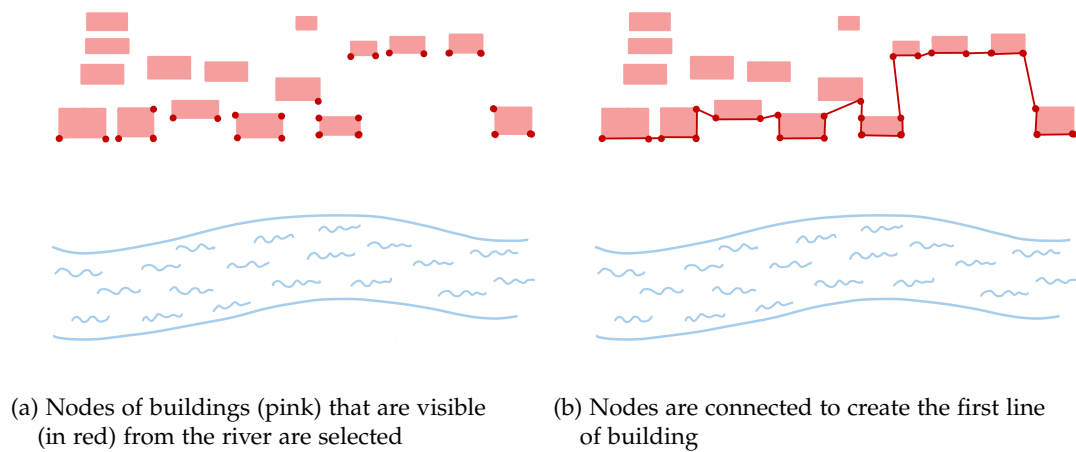 (a) Nodes of buildings (pink) that are visible
(in red) from the river are selected
(b) Nodes are connected to create the first line
of building